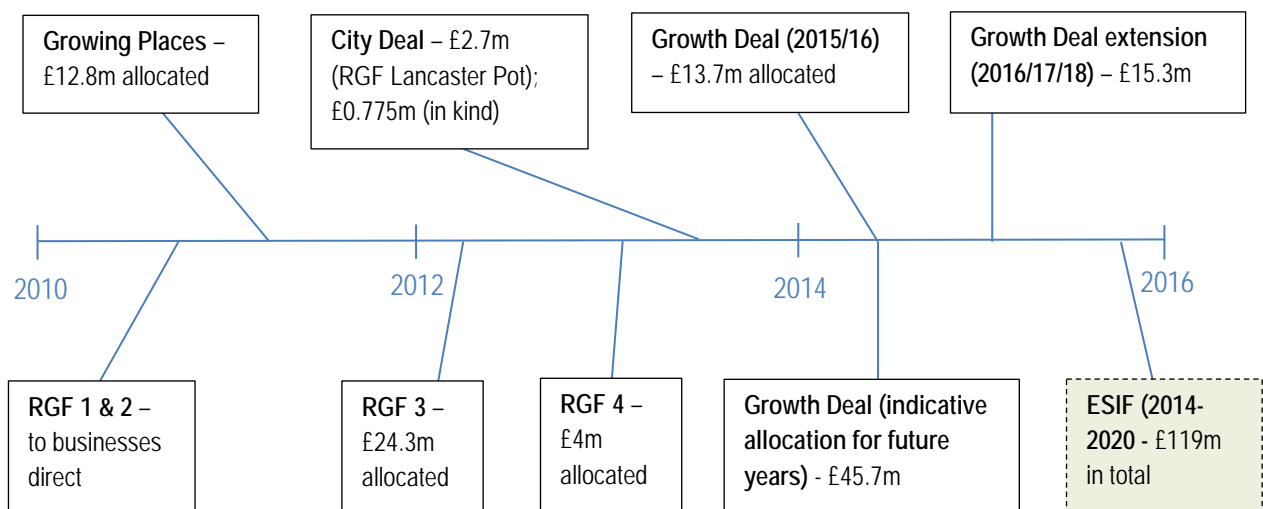 Growing Places –
£12.8m allocated
City Deal – £2.7m
(RGF Lancaster Pot);
£0.775m (in kind)
Growth Deal (2015/16)
– £13.7m allocated
Growth Deal extension
(2016/17/18) – £15.3m
2010
2012
2014
2016
RGF 1 & 2 –
to businesses
direct
RGF 3 –
£24.3m
allocated
RGF 4 –
£4m
allocated
Growth Deal (indicative
allocation for future
years) - £45.7m
ESIF (2014-
2020 - £119m
in total